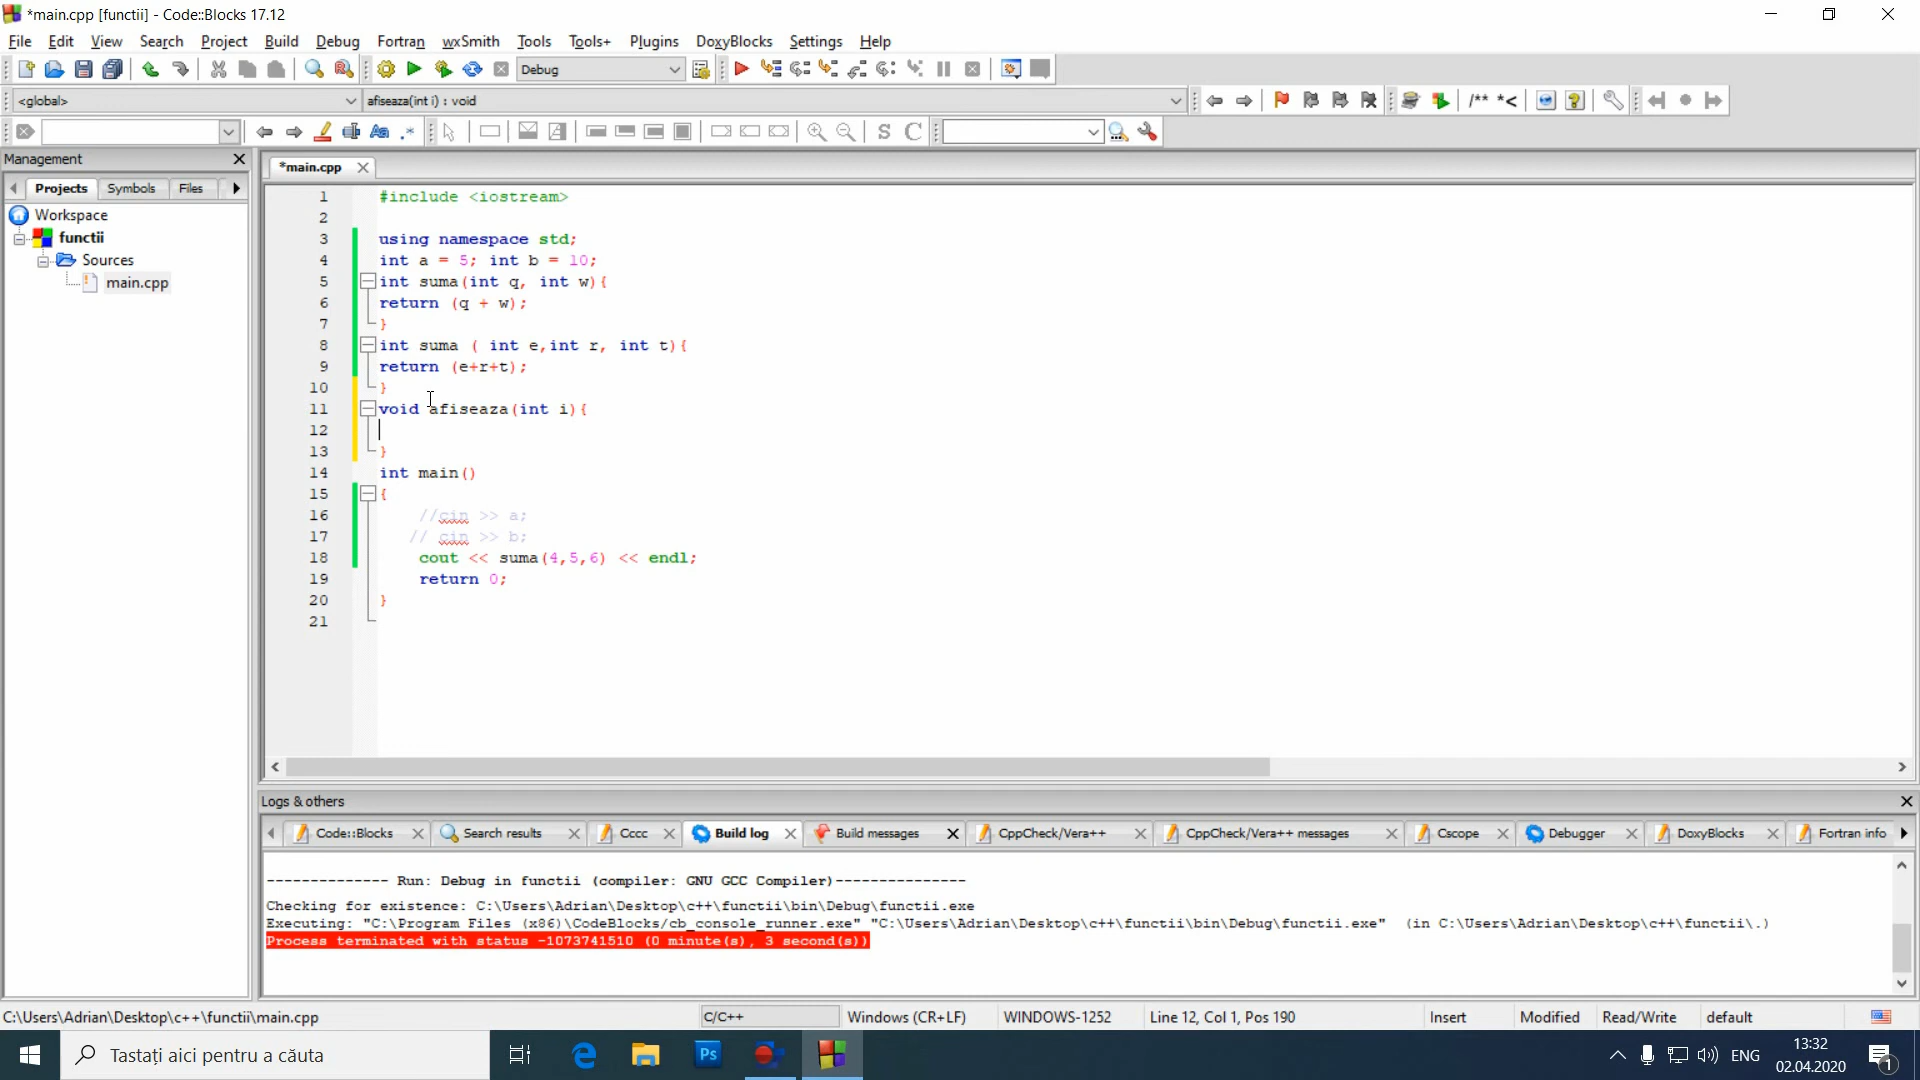 *main.cpp [functii] - Code::Blocks 17.12
File Edit View Search Project Build Debug Fortran wxSmith Tools Tools+ Plugins DoxyBlocks Settings Help
Debug
<global> afiseaza(int i) : void /** *<
Aa .* S C
Management
*main.cpp
Projects Symbols Files
Workspace
functii
Sources
main.cpp
1 #include <iostream>
2
3 using namespace std;
4 int a = 5; int b = 10;
5 int suma(int q, int w){
6 return (q + w);
7 }
8 int suma ( int e,int r, int t){
9 return (e+r+t);
10 }
11 void afiseaza(int i){
12
13 }
14 int main()
15 {
16 //cin >> a;
17 // cin >> b;
18 cout << suma(4,5,6) << endl;
19 return 0;
20 }
21
Logs & others
Code::Blocks Search results Cccc Build log Build messages CppCheck/Vera++ CppCheck/Vera++ messages Cscope Debugger DoxyBlocks Fortran info
-------------- Run: Debug in functii (compiler: GNU GCC Compiler)---------------
Checking for existence: C:\Users\Adrian\Desktop\c++\functii\bin\Debug\functii.exe
Executing: "C:\Program Files (x86)\CodeBlocks/cb_console_runner.exe" "C:\Users\Adrian\Desktop\c++\functii\bin\Debug\functii.exe" (in C:\Users\Adrian\Desktop\c++\functii\.)
Process terminated with status -1073741510 (0 minute(s), 3 second(s))
C:\Users\Adrian\Desktop\c++\functii\main.cpp C/C++ Windows (CR+LF) WINDOWS-1252 Line 12, Col 1, Pos 190 Insert Modified Read/Write default
Tastați aici pentru a căuta Ps ENG 13:32
02.04.2020 1